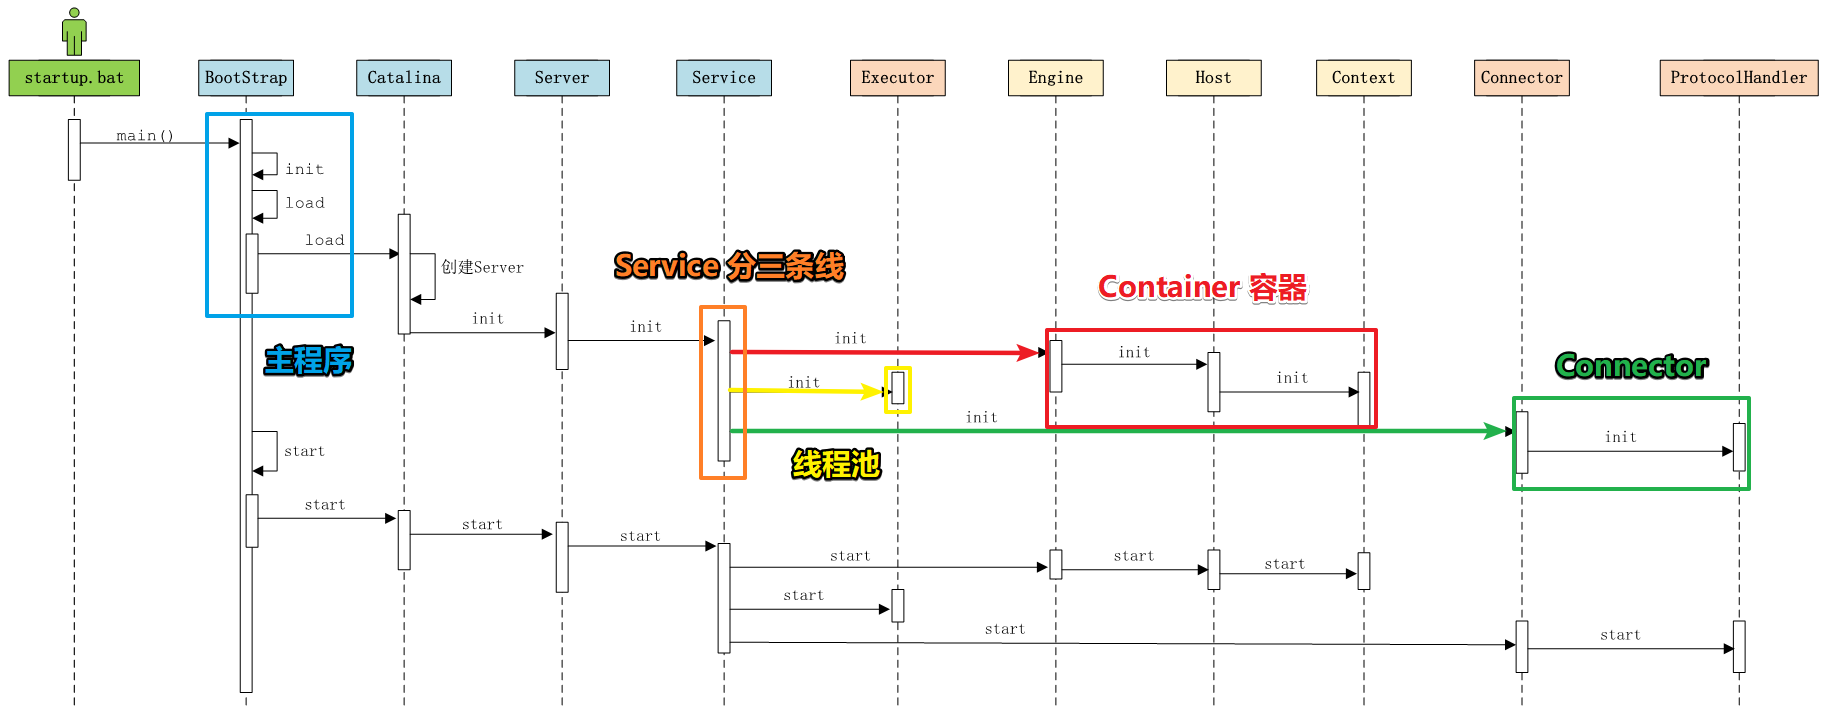 startup.bat
BootStrap
Catalina
Server
Service
Executor
Engine
Host
Context
Connector
ProtocolHandler
main()
init
load
load
创建Server
Service 分三条线
Container 容器
init
init
init
init
init
init
init
init
主程序
Connector
线程池
start
start
start
start
start
start
start
start
start
start